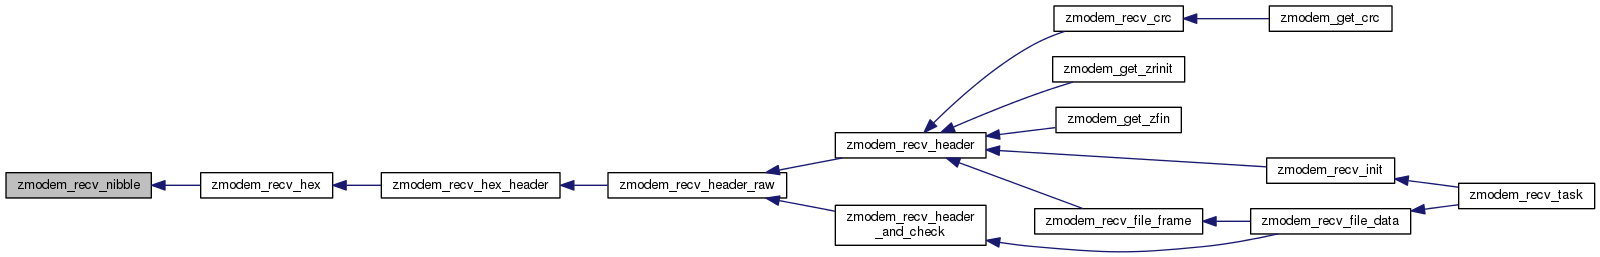 zmodem_recv_nibble
zmodem_recv_hex
zmodem_recv_hex_header
zmodem_recv_header_raw
zmodem_recv_header
zmodem_recv_header
_and_check
zmodem_recv_crc
zmodem_get_zrinit
zmodem_get_zfin
zmodem_recv_file_frame
zmodem_get_crc
zmodem_recv_init
zmodem_recv_file_data
zmodem_recv_task